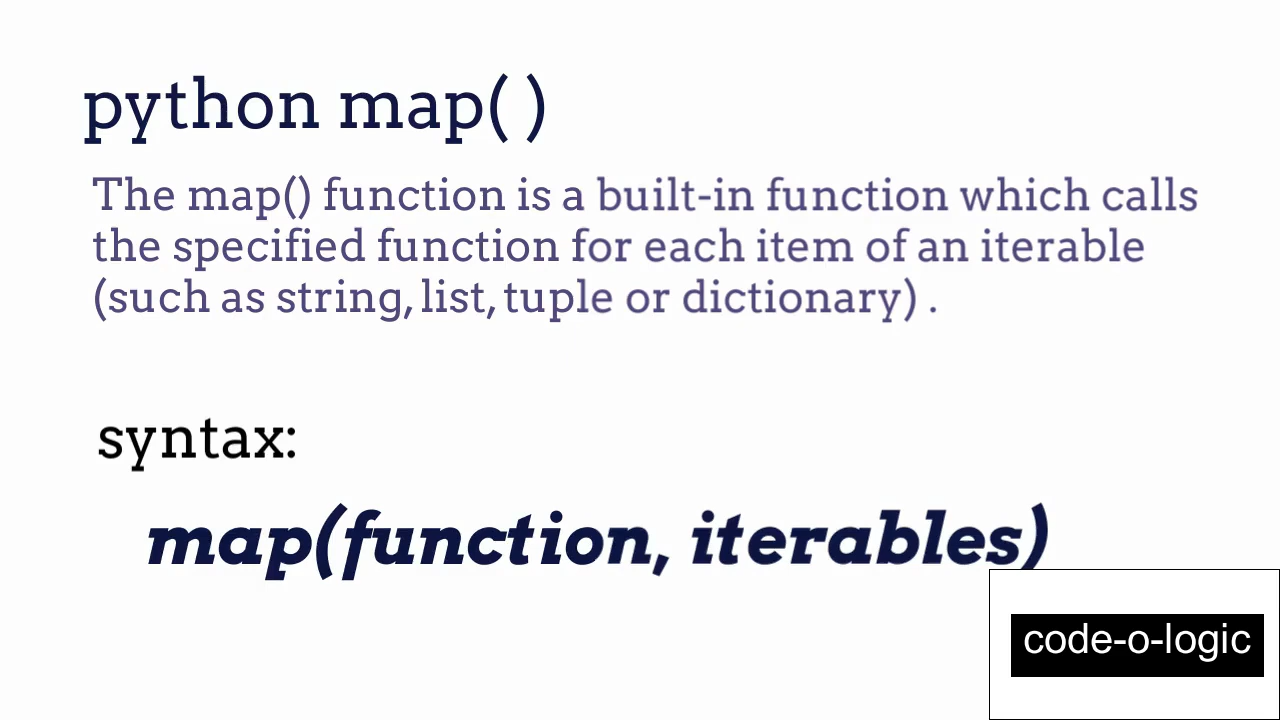 python map( )
The map() function is a built-in function which calls
the specified function for each item of an iterable
(such as string, list, tuple or dictionary) .
syntax:
map(function, iterables)
code-o-logic